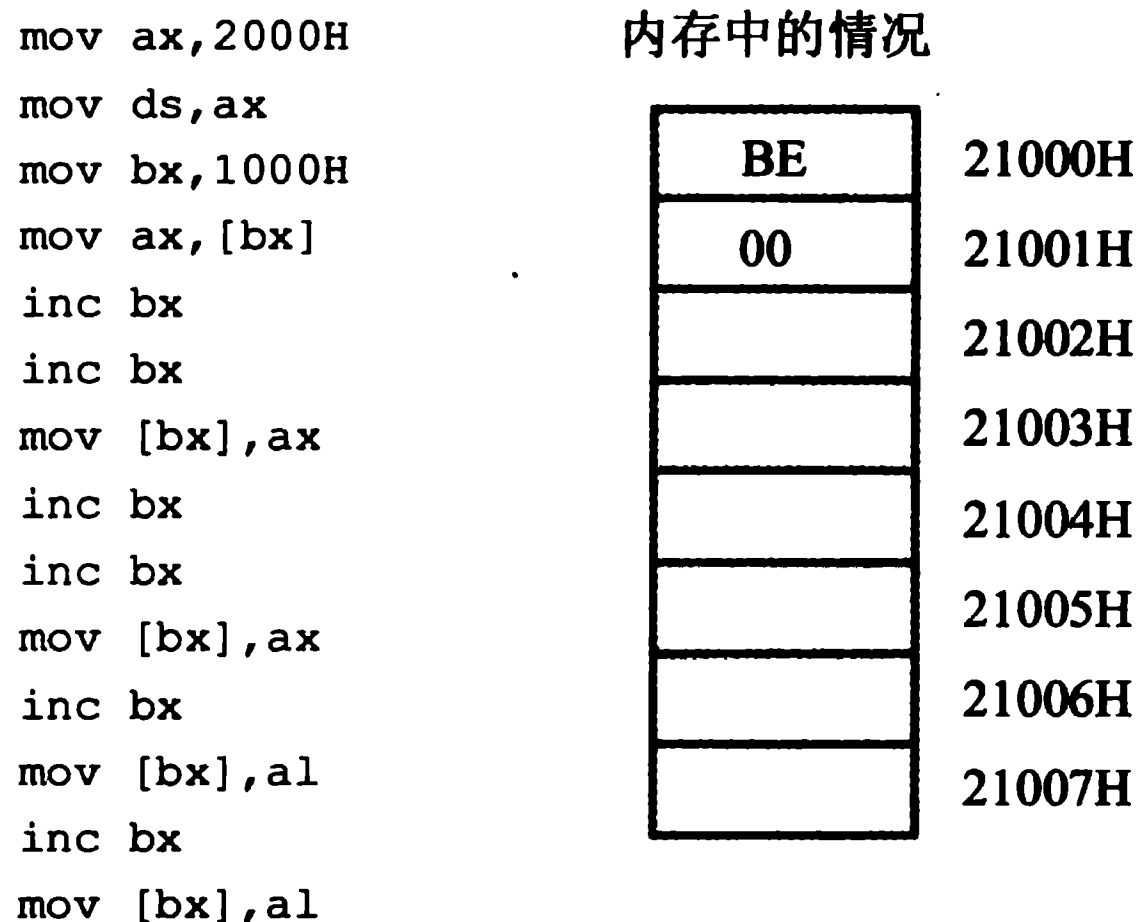 mov ax,2000H
mov ds,ax
mov bx,1000H
mov ax,[bx]
inc bx
inc bx
mov [bx],ax
inc bx
inc bx
mov [bx],ax
inc bx
mov [bx],al
inc bx
mov [bx],al
内存中的情况
BE 21000H
00 21001H
21002H
21003H
21004H
21005H
21006H
21007H